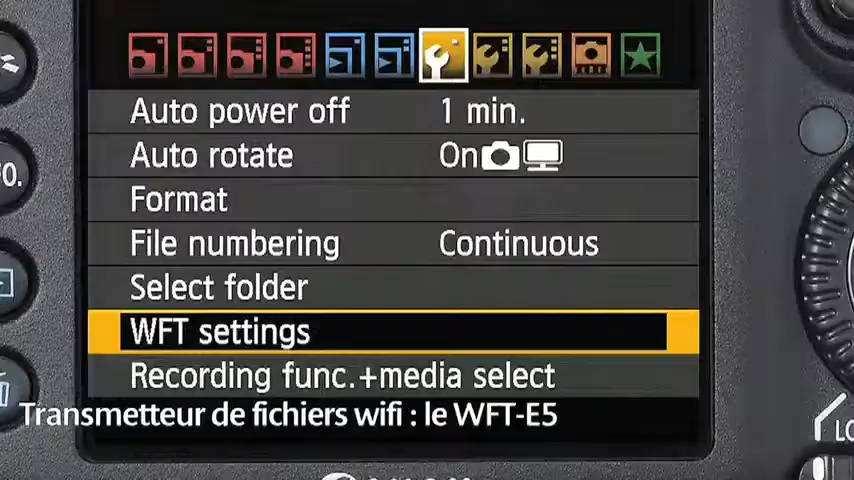 Auto power off 1 min.
Auto rotate On
Format
File numbering Continuous
Select folder
WFT settings
Recording func.+media select
Transmetteur de fichiers wifi : le WFT-E5